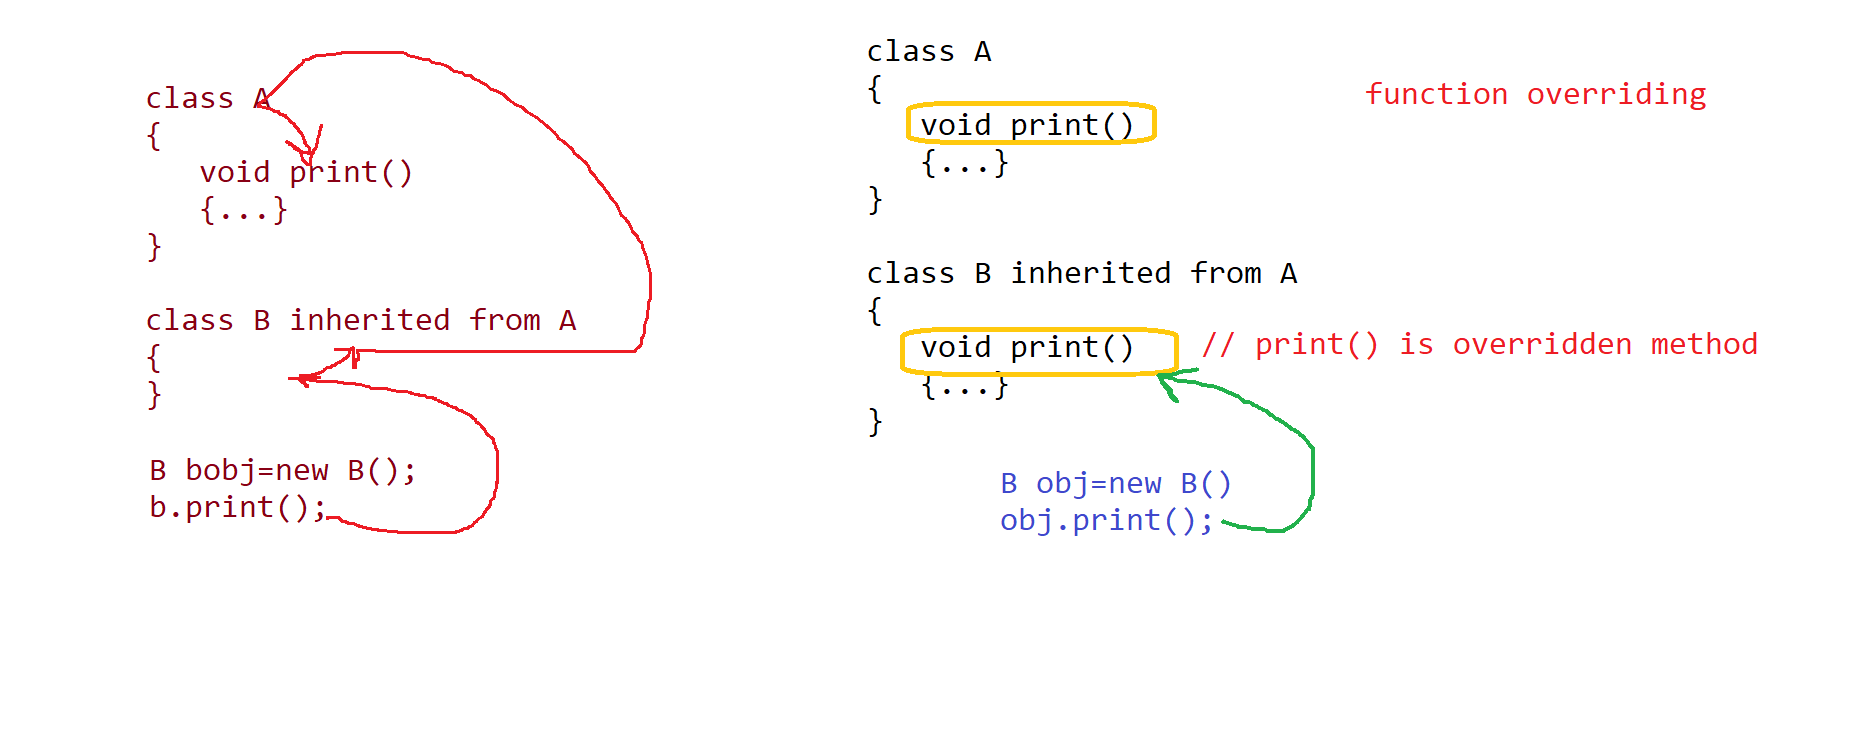 class A
{
void print()
{...}
}
class B inherited from A
{
}
B bobj=new B();
b.print();
class A
{
function overriding
void print()
{...}
}
class B inherited from A
{
void print() // print() is overridden method
{...}
}
B obj=new B()
obj.print();